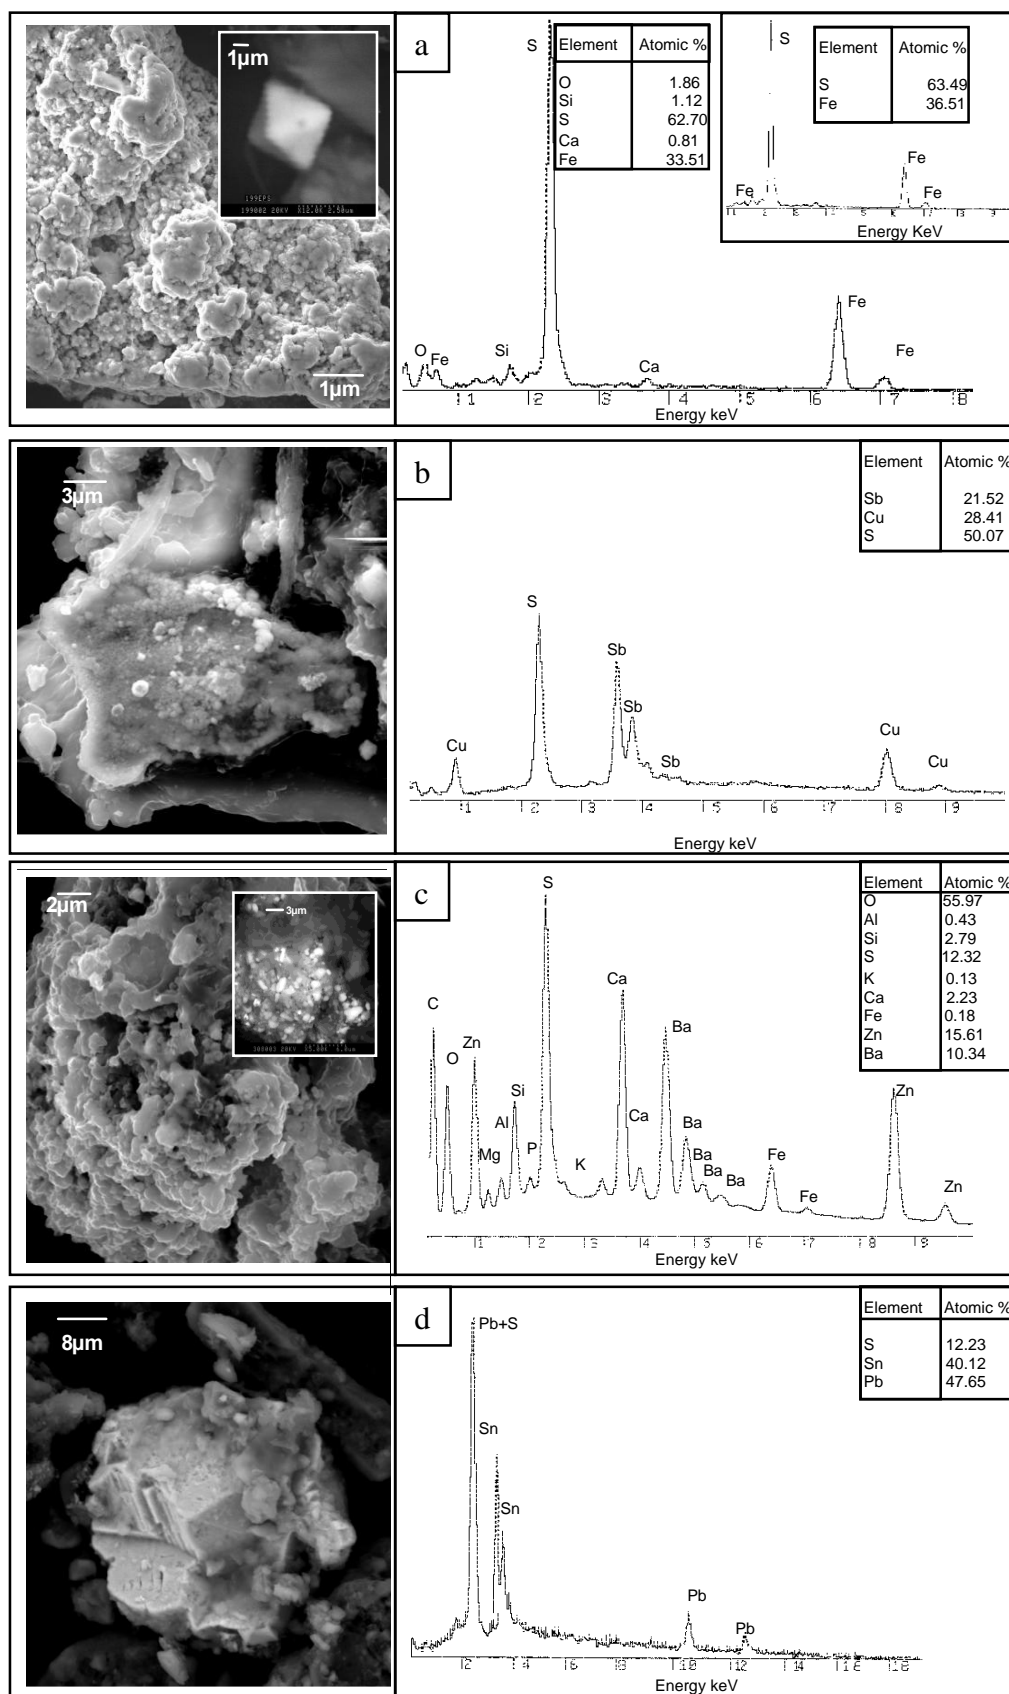 1µm
199EPS
199002 20KV X12.0K 2.50um
1µm
a
S
Element Atomic %
O 1.86
Si 1.12
S 62.70
Ca 0.81
Fe 33.51
S
Element Atomic %
S 63.49
Fe 36.51
Fe
Fe
Fe
Energy KeV
O
Fe
Si
Ca
Fe
Fe
1 2 3 4 5 6 7 8
Energy keV
3µm
b
Element Atomic %
Sb 21.52
Cu 28.41
S 50.07
S
Sb
Sb
Sb
Cu
Cu
Cu
1 2 3 4 5 6 7 8 9
Energy keV
2µm
3µm
c
Element Atomic %
O 55.97
Al 0.43
Si 2.79
S 12.32
K 0.13
Ca 2.23
Fe 0.18
Zn 15.61
Ba 10.34
S
C
O
Zn
Mg
Al
Si
P
K
Ca
Ca
Ba
Ba
Ba
Ba
Ba
Fe
Fe
Zn
Zn
1 2 3 4 5 6 7 8 9
Energy keV
8µm
d
Element Atomic %
S 12.23
Sn 40.12
Pb 47.65
Pb+S
Sn
Sn
Pb
Pb
2 4 6 8 10 12 14 16 18
Energy keV